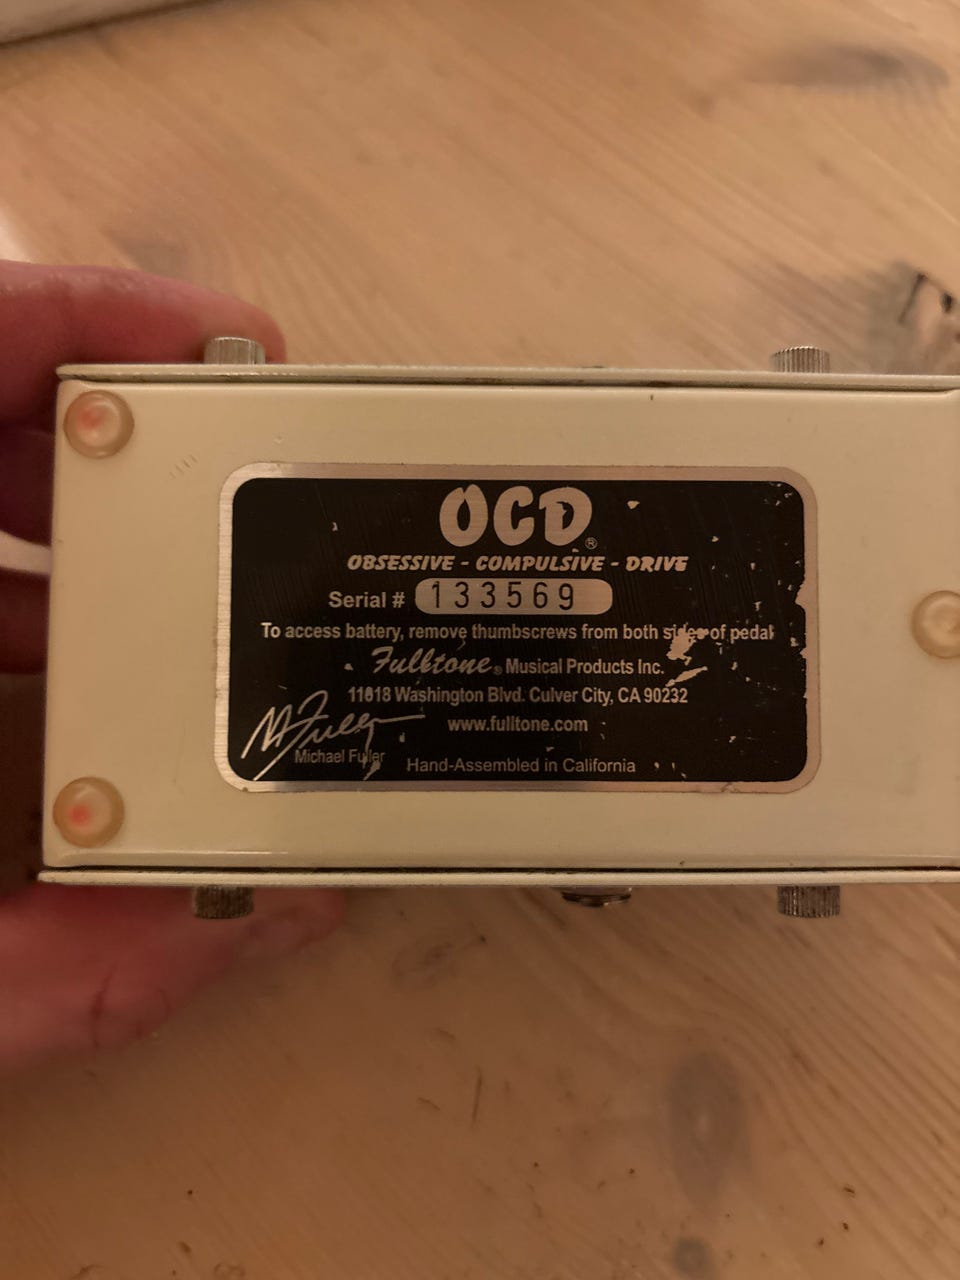 OCD®
OBSESSIVE - COMPULSIVE - DRIVE
Serial # 133569
To access battery, remove thumbscrews from both sides of pedal
Fulltone® Musical Products Inc.
11018 Washington Blvd. Culver City, CA 90232
www.fulltone.com
Michael Fuller
Hand-Assembled in California